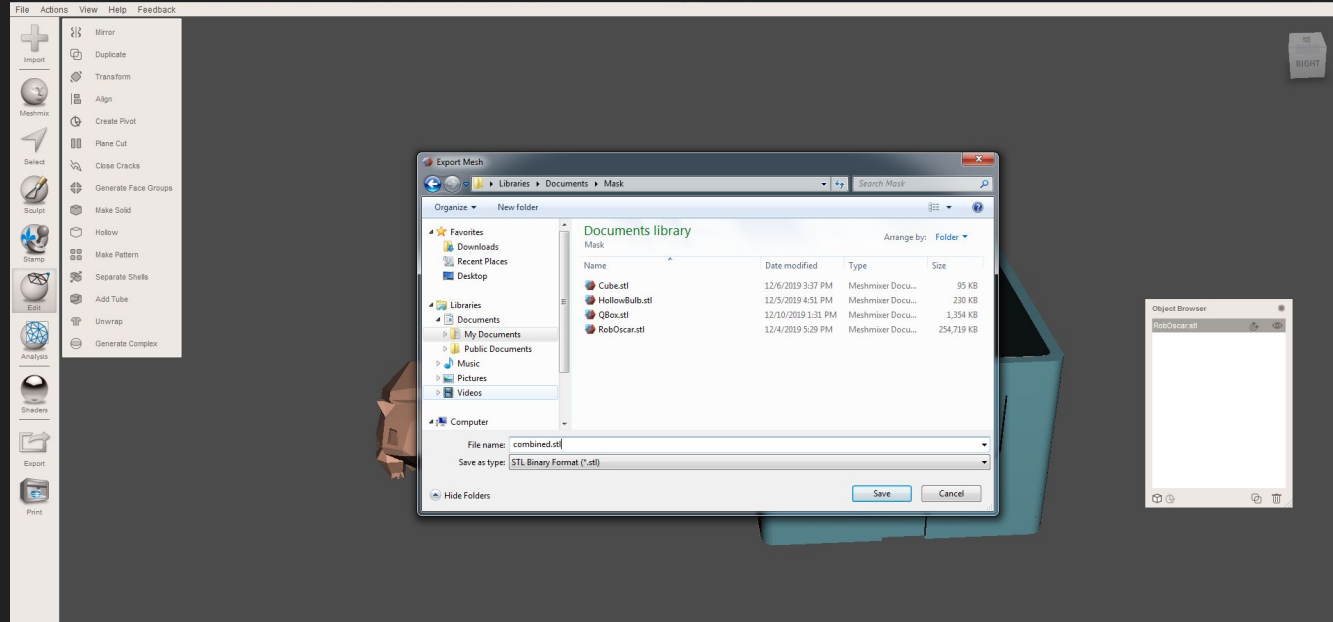 File Actions View Help Feedback
Import
Meshmix
Select
Sculpt
Stamp
Edit
Analysis
Shaders
Export
Print
Mirror
Duplicate
Transform
Align
Create Pivot
Plane Cut
Close Cracks
Generate Face Groups
Make Solid
Hollow
Make Pattern
Separate Shells
Add Tube
Unwrap
Generate Complex
RIGHT
Export Mesh
Libraries Documents Mask
Search Mask
Organize New folder
Favorites
Downloads
Recent Places
Desktop
Libraries
Documents
My Documents
Public Documents
Music
Pictures
Videos
Computer
Documents library
Mask
Arrange by: Folder
Name Date modified Type Size
Cube.stl 12/6/2019 3:37 PM Meshmixer Docu... 95 KB
HollowBulb.stl 12/5/2019 4:51 PM Meshmixer Docu... 230 KB
QBox.stl 12/10/2019 1:31 PM Meshmixer Docu... 1,354 KB
RobOscar.stl 12/4/2019 5:29 PM Meshmixer Docu... 254,719 KB
File name: combined.stl
Save as type: STL Binary Format (*.stl)
Hide Folders
Save
Cancel
Object Browser
RobOscar.stl